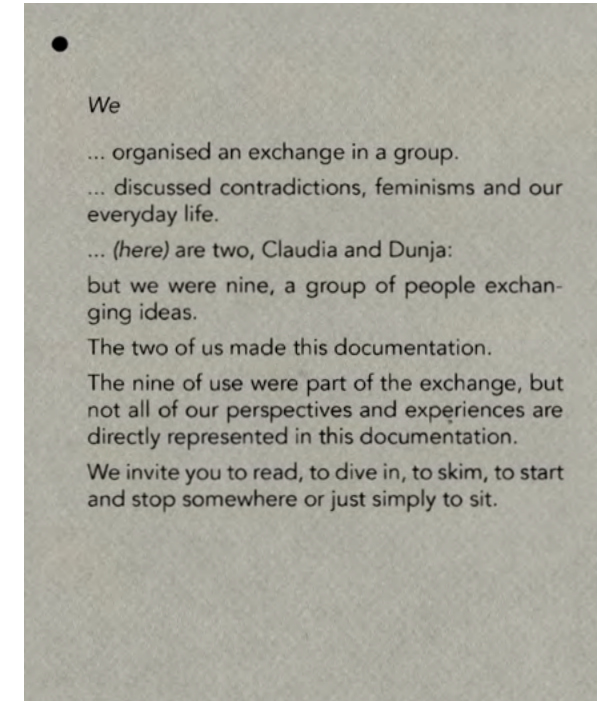 We
... organised an exchange in a group.
... discussed contradictions, feminisms and our
everyday life.
... (here) are two, Claudia and Dunja:
but we were nine, a group of people exchan-
ging ideas.
The two of us made this documentation.
The nine of use were part of the exchange, but
not all of our perspectives and experiences are
directly represented in this documentation.
We invite you to read, to dive in, to skim, to start
and stop somewhere or just simply to sit.